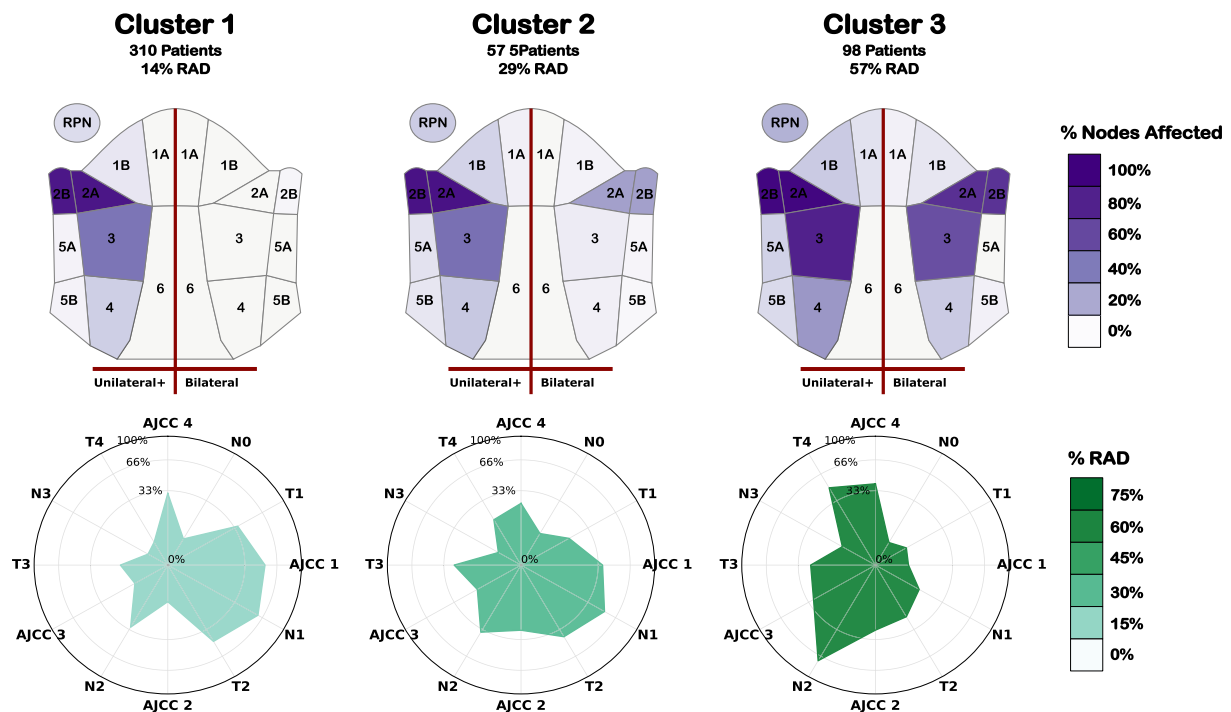 Cluster 1
310 Patients
14% RAD
Cluster 2
57 5Patients
29% RAD
Cluster 3
98 Patients
57% RAD
RPN
1A
1A
1B
1B
2B
2A
2A
2B
3
3
5A
5A
6
6
5B
5B
4
4
Unilateral+
Bilateral
RPN
1A
1A
1B
1B
2B
2A
2A
2B
3
3
5A
5A
6
6
5B
5B
4
4
Unilateral+
Bilateral
RPN
1A
1A
1B
1B
2B
2A
2A
2B
3
3
5A
5A
6
6
5B
5B
4
4
Unilateral+
Bilateral
% Nodes Affected
100%
80%
60%
40%
20%
0%
AJCC 4
T4
100%
N0
66%
N3
33%
T1
T3
0%
AJCC 1
AJCC 3
N1
N2
T2
AJCC 2
AJCC 4
T4
100%
N0
66%
N3
33%
T1
T3
0%
AJCC 1
AJCC 3
N1
N2
T2
AJCC 2
AJCC 4
T4
100%
N0
66%
N3
33%
T1
T3
0%
AJCC 1
AJCC 3
N1
N2
T2
AJCC 2
% RAD
75%
60%
45%
30%
15%
0%